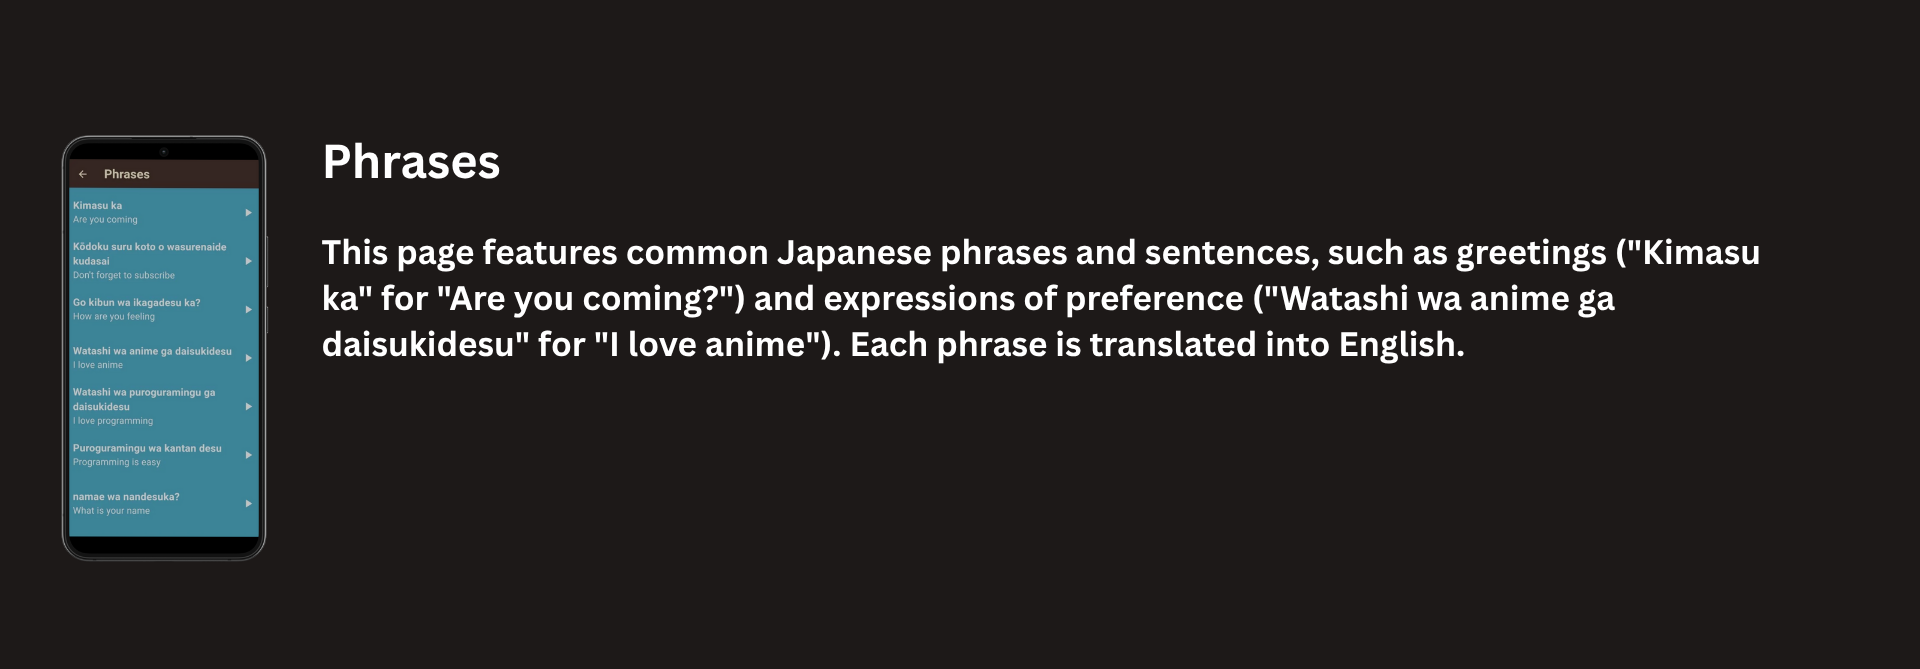 Phrases
Kimasu ka
Are you coming
Kōdoku suru koto o wasurenaide
kudasai
Don't forget to subscribe
Go kibun wa ikagadesu ka?
How are you feeling
Watashi wa anime ga daisukidesu
I love anime
Watashi wa puroguramingu ga
daisukidesu
I love programming
Puroguramingu wa kantan desu
Programming is easy
namae wa nandesuka?
What is your name
Phrases
This page features common Japanese phrases and sentences, such as greetings ("Kimasu
ka" for "Are you coming?") and expressions of preference ("Watashi wa anime ga
daisukidesu" for "I love anime"). Each phrase is translated into English.